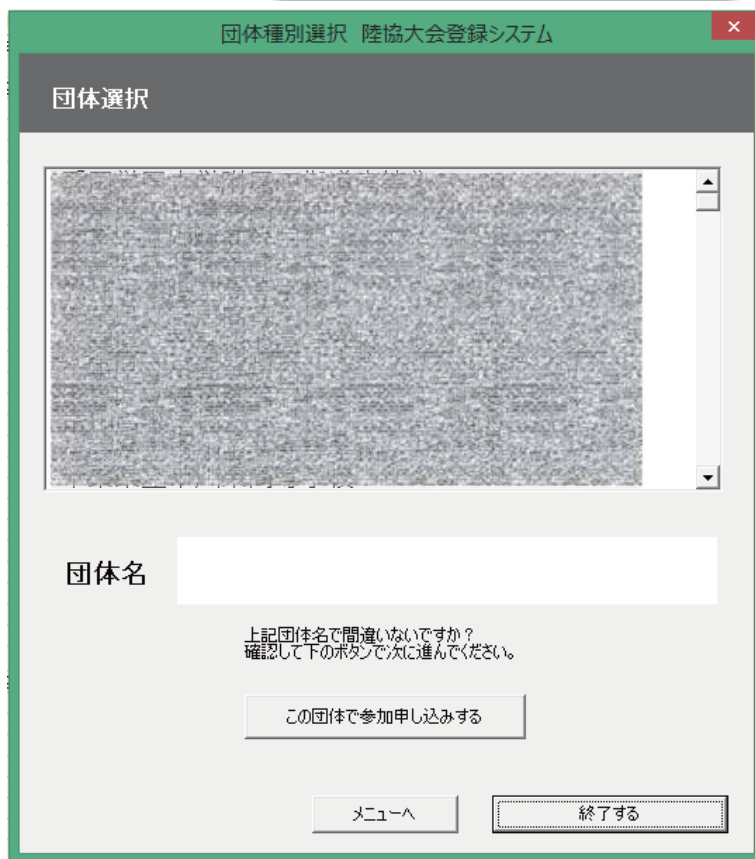 団体種別選択 陸協大会登録システム
団体選択
団体名
上記団体名で間違いないですか？
確認して下のボタンで次に進んでください。
この団体で参加申し込みする
メニューへ
終了する